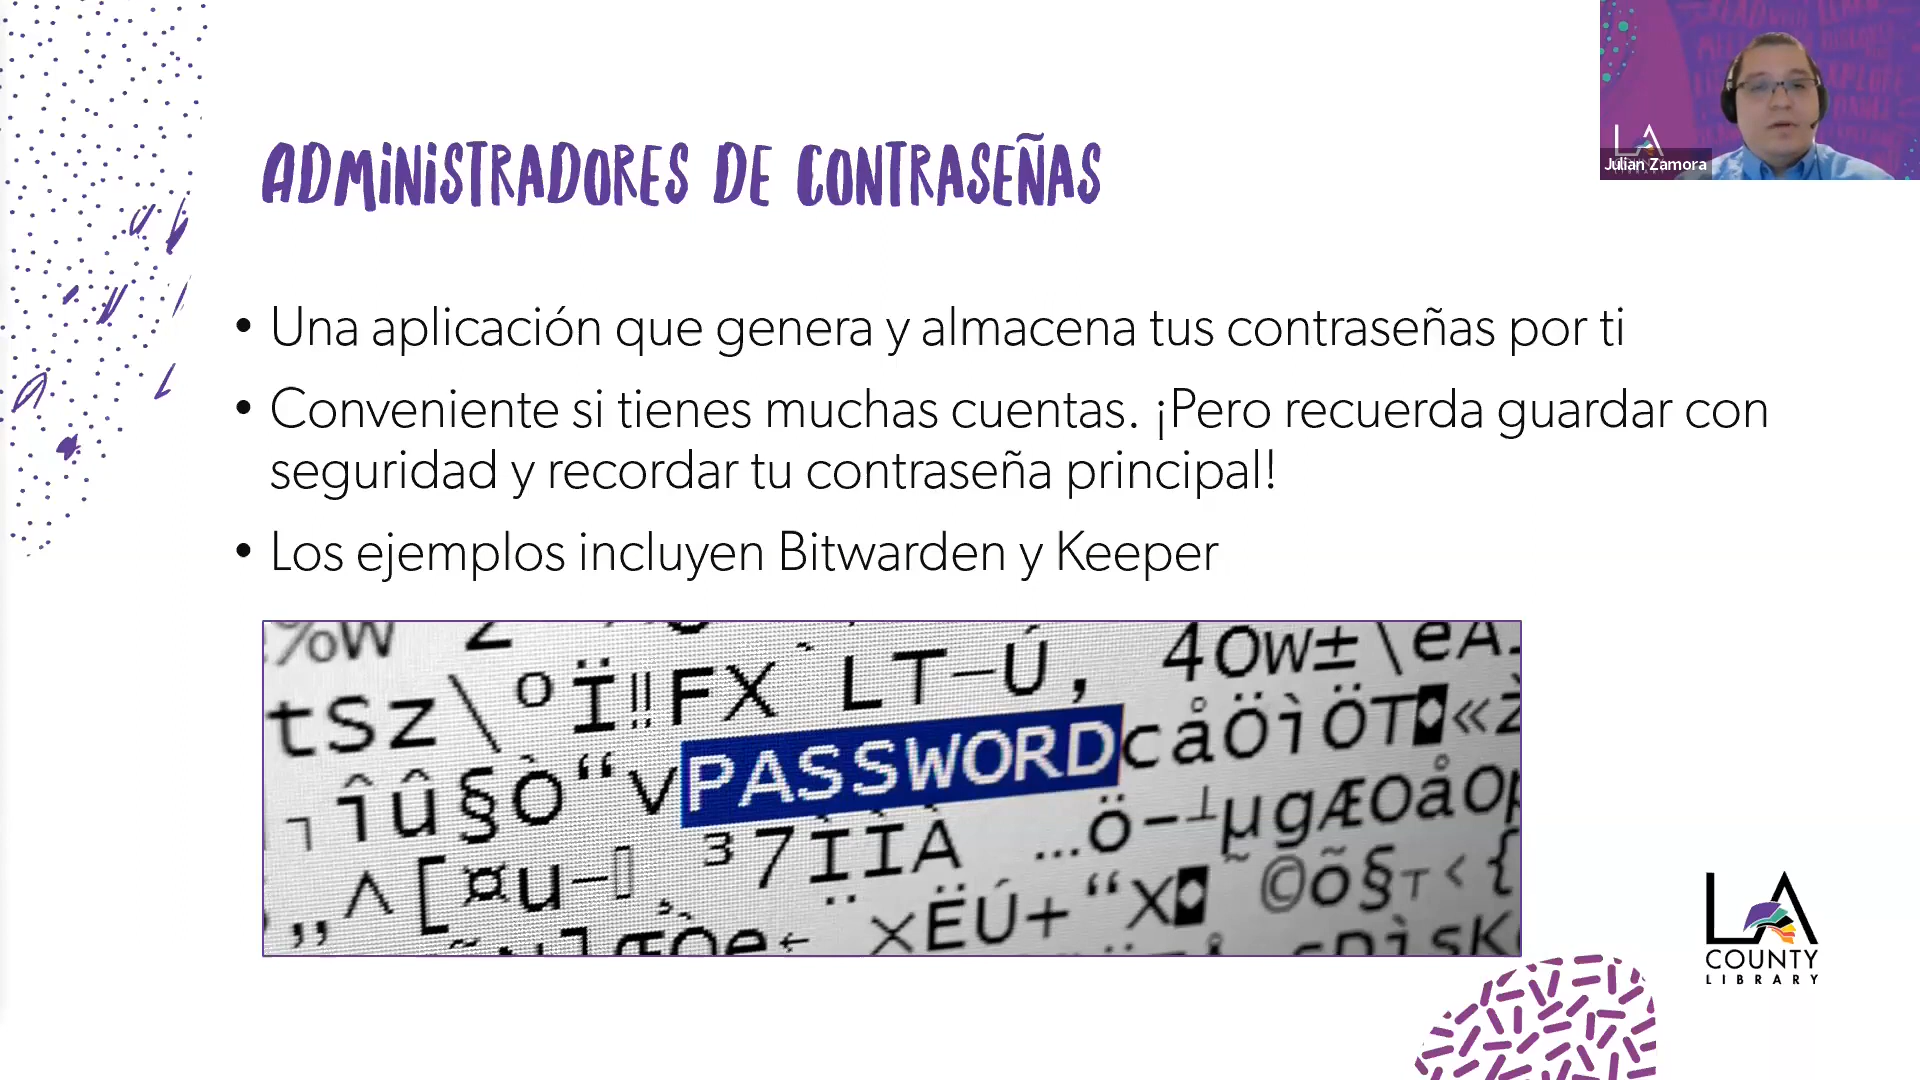 ADMINISTRADORES DE CONTRASEÑAS
Julian Zamora
• Una aplicación que genera y almacena tus contraseñas por ti
• Conveniente si tienes muchas cuentas. ¡Pero recuerda guardar con
seguridad y recordar tu contraseña principal!
• Los ejemplos incluyen Bitwarden y Keeper
PASSWORD
LA
COUNTY
LIBRARY